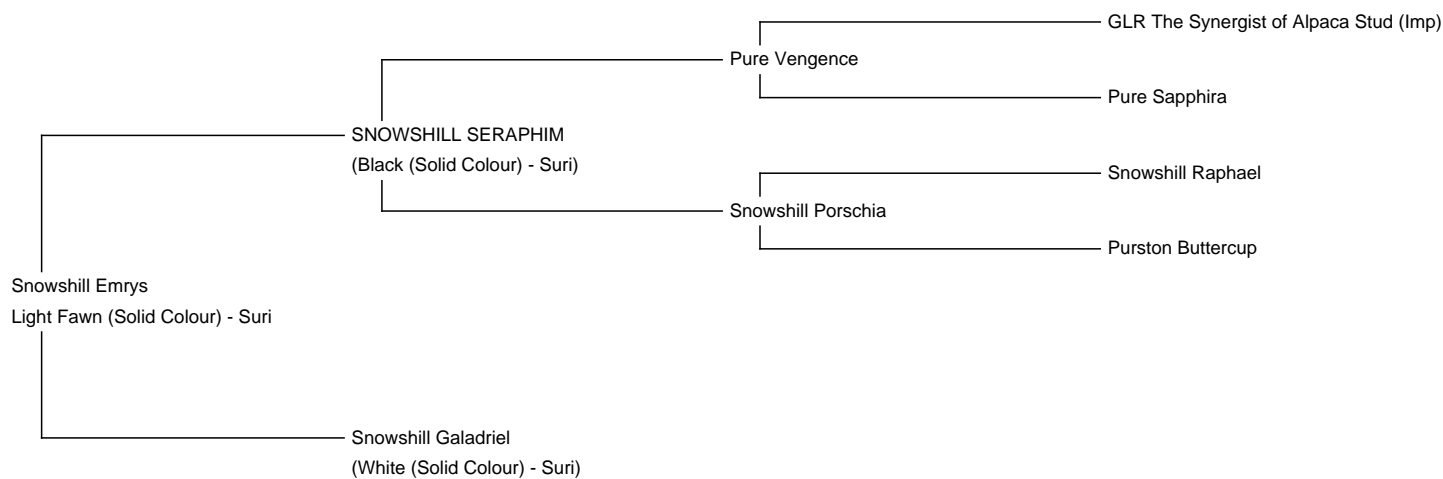 GLR The Synergist of Alpaca Stud (Imp)
Pure Vengence
Pure Sapphira
SNOWSHILL SERAPHIM
(Black (Solid Colour) - Suri)
Snowshill Raphael
Snowshill Porschia
Purston Buttercup
Snowshill Emrys
Light Fawn (Solid Colour) - Suri
Snowshill Galadriel
(White (Solid Colour) - Suri)